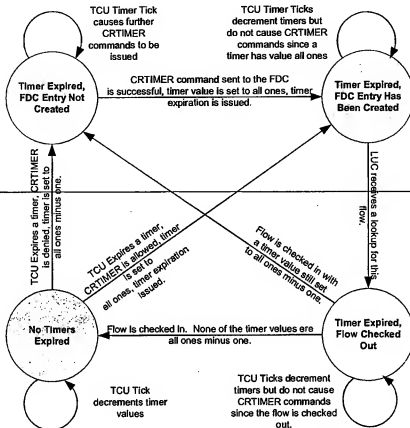 TCU Timer Tick
causes further
CRTIMER
commands to be
issued
TCU Timer Ticks
decrement timers but
do not cause CRTIMER
commands since a
timer has value all ones
Timer Expired,
FDC Entry Not
Created
CRTIMER command sent to the FDC
is successful, timer value is set to all ones, timer
expiration is issued.
Timer Expired,
FDC Entry Has
Been Created
TCU Expires a timer, CRTIMER
is denied, timer is set to
all ones minus one.
TCU Expires a timer,
CRTIMER is allowed, timer
is set to
all ones, timer expiration
issued.
Flow is checked in with
a timer value still set
to all ones minus one.
LUC receives a lookup for this
flow.
No Timers
Expired
Flow is checked in. None of the timer values are
all ones minus one.
Timer Expired,
Flow Checked
Out
TCU Tick
decrements timer
values
TCU Ticks decrement
timers but do not cause
CRTIMER commands
since the flow is checked
out.